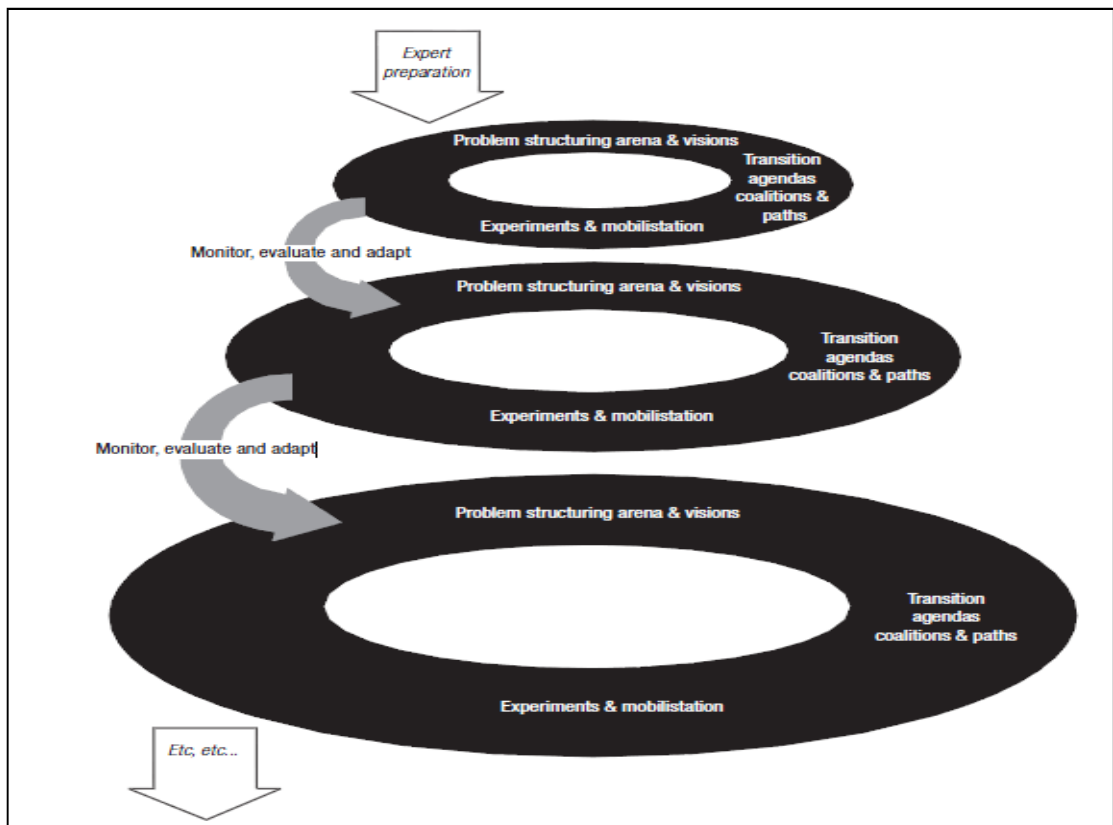 Expert
preparation
Problem structuring arena & visions
Transition
agendas
coalitions &
paths
Experiments & mobilistation
Monitor, evaluate and adapt
Problem structuring arena & visions
Transition
agendas
coalitions & paths
Experiments & mobilistation
Monitor, evaluate and adapt
Problem structuring arena & visions
Transition
agendas
coalitions & paths
Experiments & mobilistation
Etc, etc...